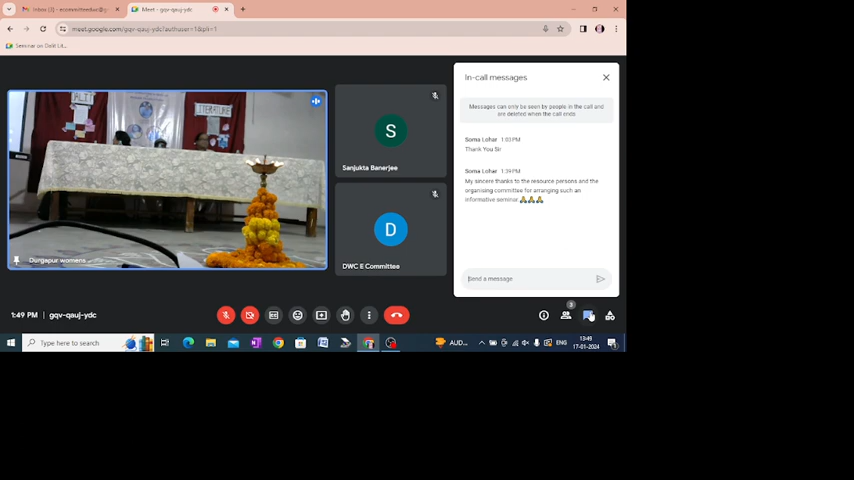 Inbox (3) - ecommitteedwc@g
Meet - gqv-qauj-ydc
meet.google.com/gqv-qauj-ydc?authuser=1&pli=1
Seminar on Dalit Lit...
In-call messages
Messages can only be seen by people in the call and
are deleted when the call ends
Soma Lohar 1:03 PM
Thank You Sir
Soma Lohar 1:34 PM
My sincere thanks to the resource persons and the
organising committee for arranging such an
informative seminar 🙏🙏🙏
Send a message
DALIT
LITERATURE
Durgapur womens
S
Sanjukta Banerjee
D
DWC E Committee
1:49 PM | gqv-qauj-ydc
3
Type here to search
AUD...
ENG
13:49
17-01-2024